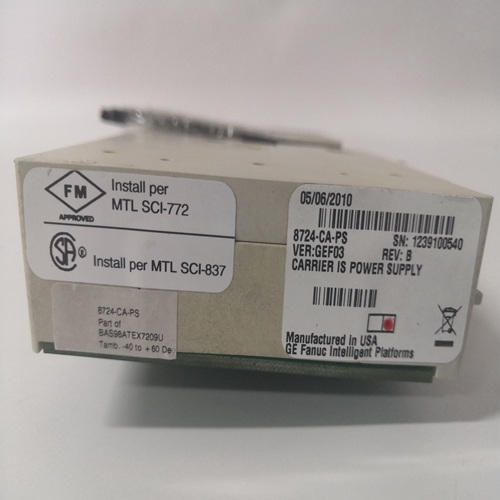 FM
APPROVED
Install per
MTL SCI-772
SA
Install per MTL SCI-837
8724-CA-PS
Part of
BAS98ATEX7209U
Tamb. -40 to +60 De
05/06/2010
8724-CA-PS
SN: 1239100540
VER:GEF03
REV: B
CARRIER IS POWER SUPPLY
Manufactured in USA
GE Fanuc Intelligent Platforms